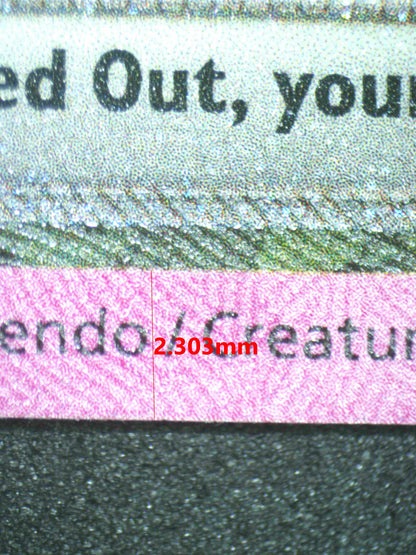 ed Out, your
endo / Creatur
2.303mm